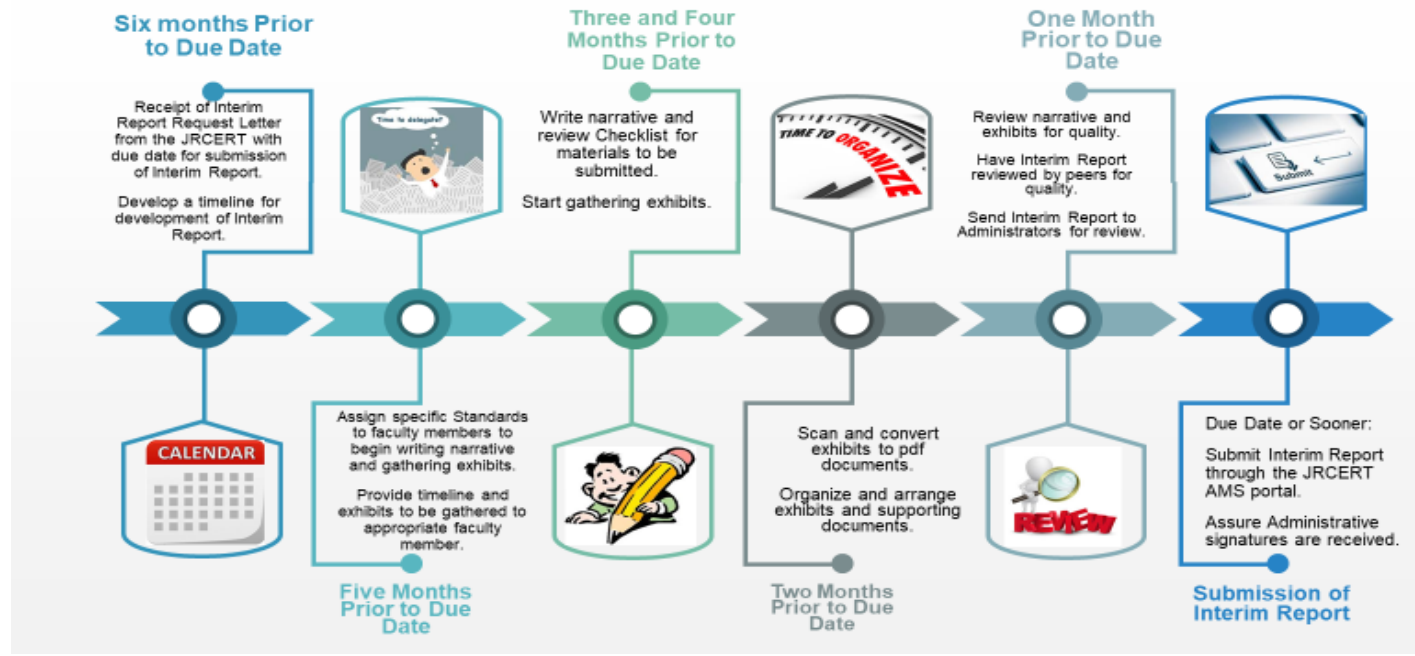 Six months Prior
to Due Date
Receipt of Interim
Report Request Letter
from the JRCERT with
due date for submission
of Interim Report.
Develop a timeline for
development of Interim
Report.
CALENDAR
Time to delegate?
Assign specific Standards
to faculty members to
begin writing narrative
and gathering exhibits.
Provide timeline and
exhibits to be gathered to
appropriate faculty
member.
Five Months
Prior to Due
Date
Three and Four
Months Prior to
Due Date
Write narrative and
review Checklist for
materials to be
submitted.
Start gathering exhibits.
TIME TO ORGANIZE
Scan and convert
exhibits to pdf
documents.
Organize and arrange
exhibits and supporting
documents.
Two Months
Prior to Due
Date
One Month
Prior to Due
Date
Review narrative and
exhibits for quality.
Have Interim Report
reviewed by peers for
quality.
Send Interim Report to
Administrators for review.
REVIEW
Submit
Due Date or Sooner:
Submit Interim Report
through the JRCERT
AMS portal.
Assure Administrative
signatures are received.
Submission of
Interim Report